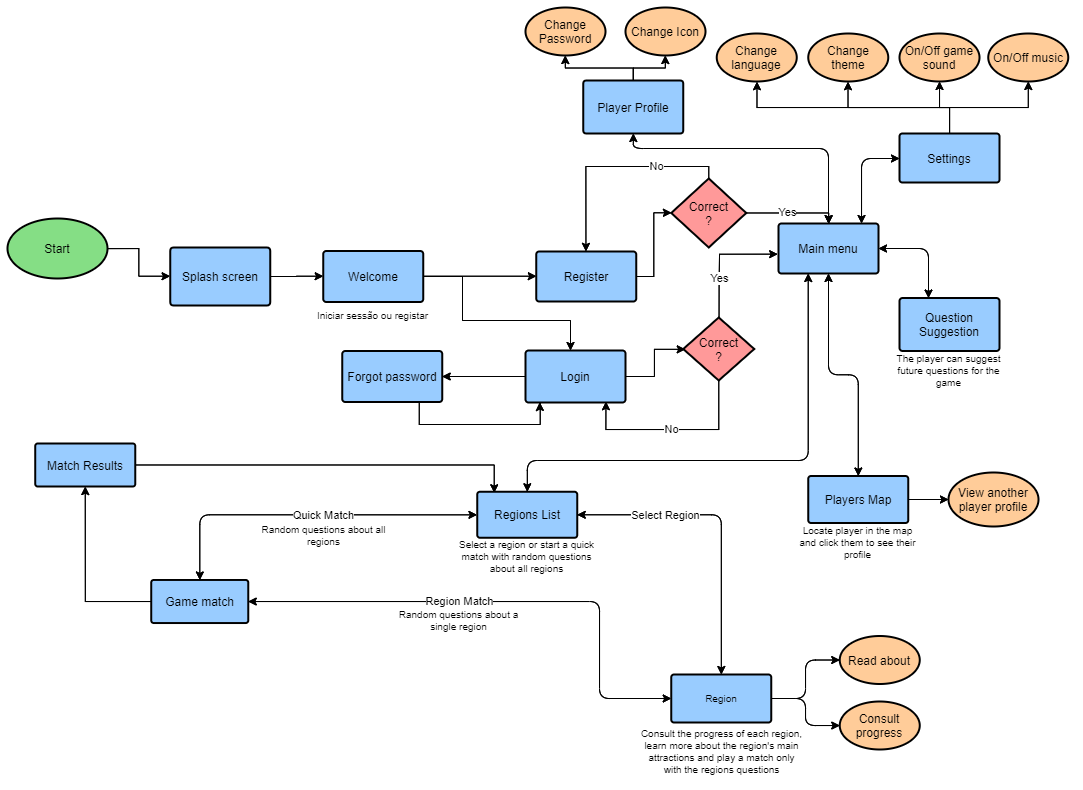 Change
Password
Change Icon
Change
language
Change
theme
On/Off game
sound
On/Off music
Player Profile
Settings
No
Correct
?
Yes
Start
Splash screen
Welcome
Iniciar sessão ou registar
Register
Main menu
Yes
Question
Suggestion
The player can suggest
future questions for the
game
Forgot password
Login
Correct
?
No
Match Results
Quick Match
Random questions about all
regions
Regions List
Select a region or start a quick
match with random questions
about all regions
Select Region
Players Map
Locate player in the map
and click them to see their
profile
View another
player profile
Game match
Region Match
Random questions about a
single region
Region
Consult the progress of each region,
learn more about the region's main
attractions and play a match only
with the regions questions
Read about
Consult
progress